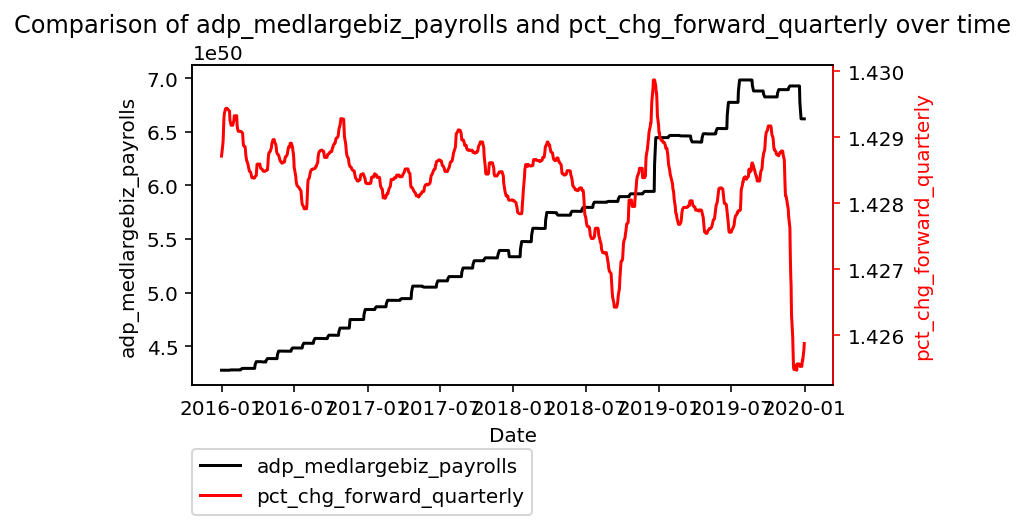 Comparison of adp_medlargebiz_payrolls and pct_chg_forward_quarterly over time
1e50
7.0
6.5
6.0
5.5
5.0
4.5
adp_medlargebiz_payrolls
1.430
1.429
1.428
1.427
1.426
pct_chg_forward_quarterly
2016-01 2016-07 2017-01 2017-07 2018-01 2018-07 2019-01 2019-07 2020-01
Date
adp_medlargebiz_payrolls
pct_chg_forward_quarterly